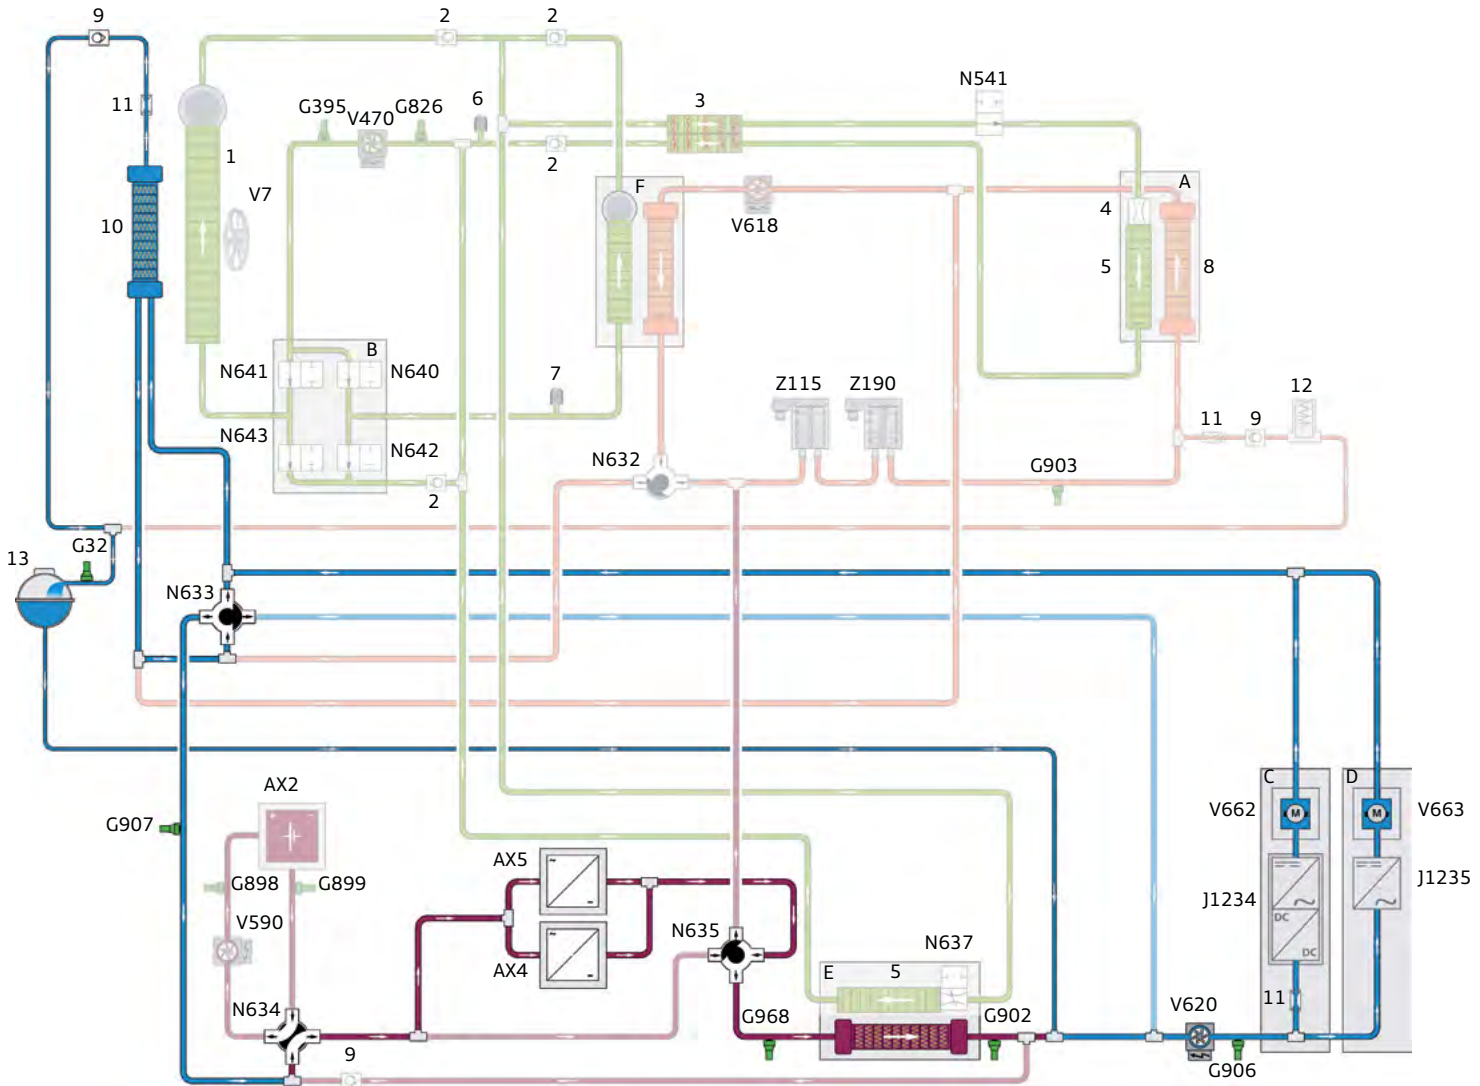 9
2
2
N541
11
G395
V470
G826
6
3
2
1
V7
F
A
10
V618
4
5
8
B
N641
N640
7
Z115
Z190
12
N643
N642
N632
11
9
G903
2
G32
13
N633
AX2
C
D
G907
V662
M
M
V663
AX5
G898
G899
J1234
J1235
V590
DC
DC
N635
N637
AX4
E
5
N634
G968
G902
V620
11
9
G906